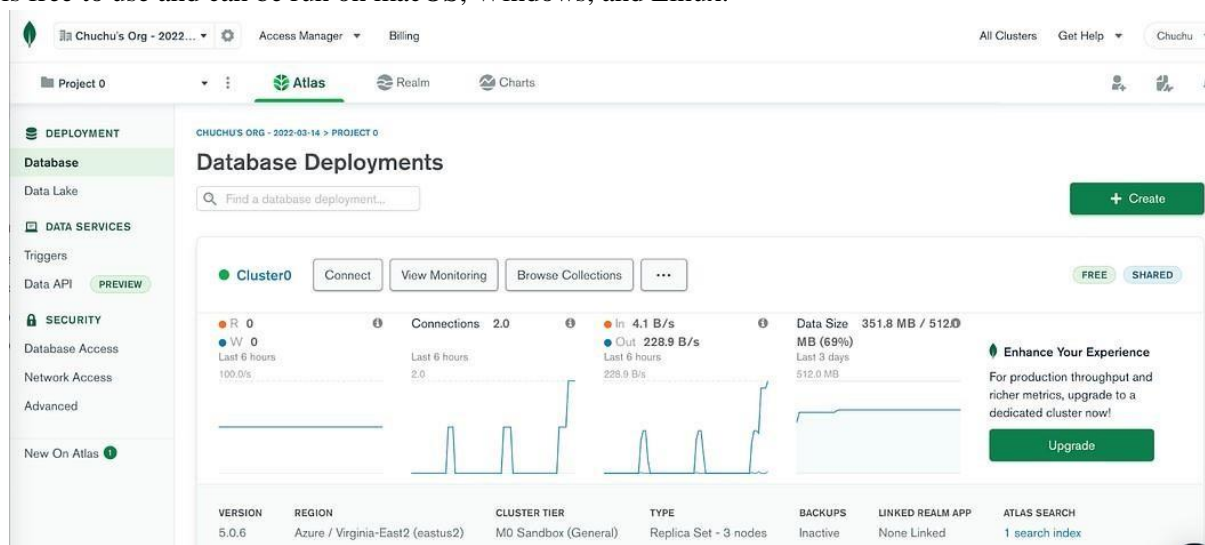 Chuchu's Org - 2022...
Access Manager
Billing
All Clusters
Get Help
Chuchu
Project 0
Atlas
Realm
Charts
DEPLOYMENT
Database
Data Lake
DATA SERVICES
Triggers
Data API PREVIEW
SECURITY
Database Access
Network Access
Advanced
New On Atlas 1
CHUCHU'S ORG - 2022-03-14 > PROJECT 0
Database Deployments
Find a database deployment...
+ Create
Cluster0
Connect
View Monitoring
Browse Collections
...
FREE
SHARED
R 0
W 0
Last 6 hours
100.0/s
Connections 2.0
Last 6 hours
2.0
In 4.1 B/s
Out 228.9 B/s
Last 6 hours
228.9 B/s
Data Size 351.8 MB / 512.0
MB (69%)
Last 3 days
512.0 MB
Enhance Your Experience
For production throughput and
richer metrics, upgrade to a
dedicated cluster now!
Upgrade
VERSION
5.0.6
REGION
Azure / Virginia-East2 (eastus2)
CLUSTER TIER
M0 Sandbox (General)
TYPE
Replica Set - 3 nodes
BACKUPS
Inactive
LINKED REALM APP
None Linked
ATLAS SEARCH
1 search index